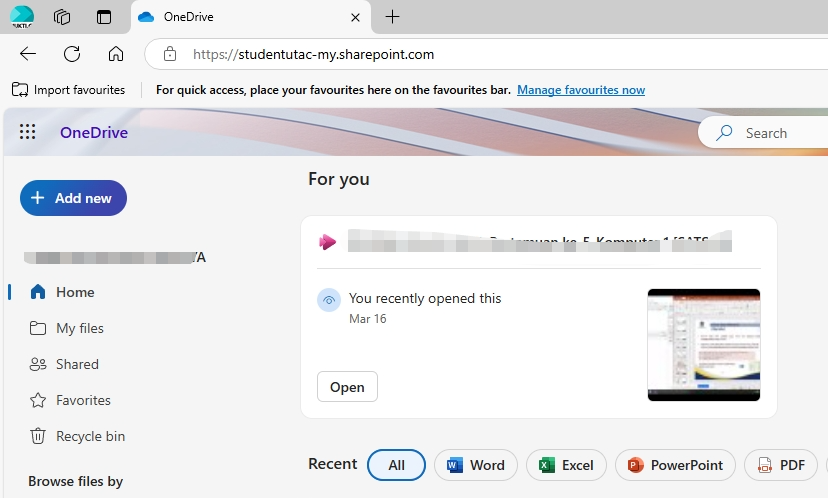 OneDrive
https://studentutac-my.sharepoint.com
Import favourites
For quick access, place your favourites here on the favourites bar. Manage favourites now
OneDrive
Search
For you
Add new
Home
My files
Shared
Favorites
Recycle bin
Browse files by
You recently opened this
Mar 16
Open
Recent
All
Word
Excel
PowerPoint
PDF